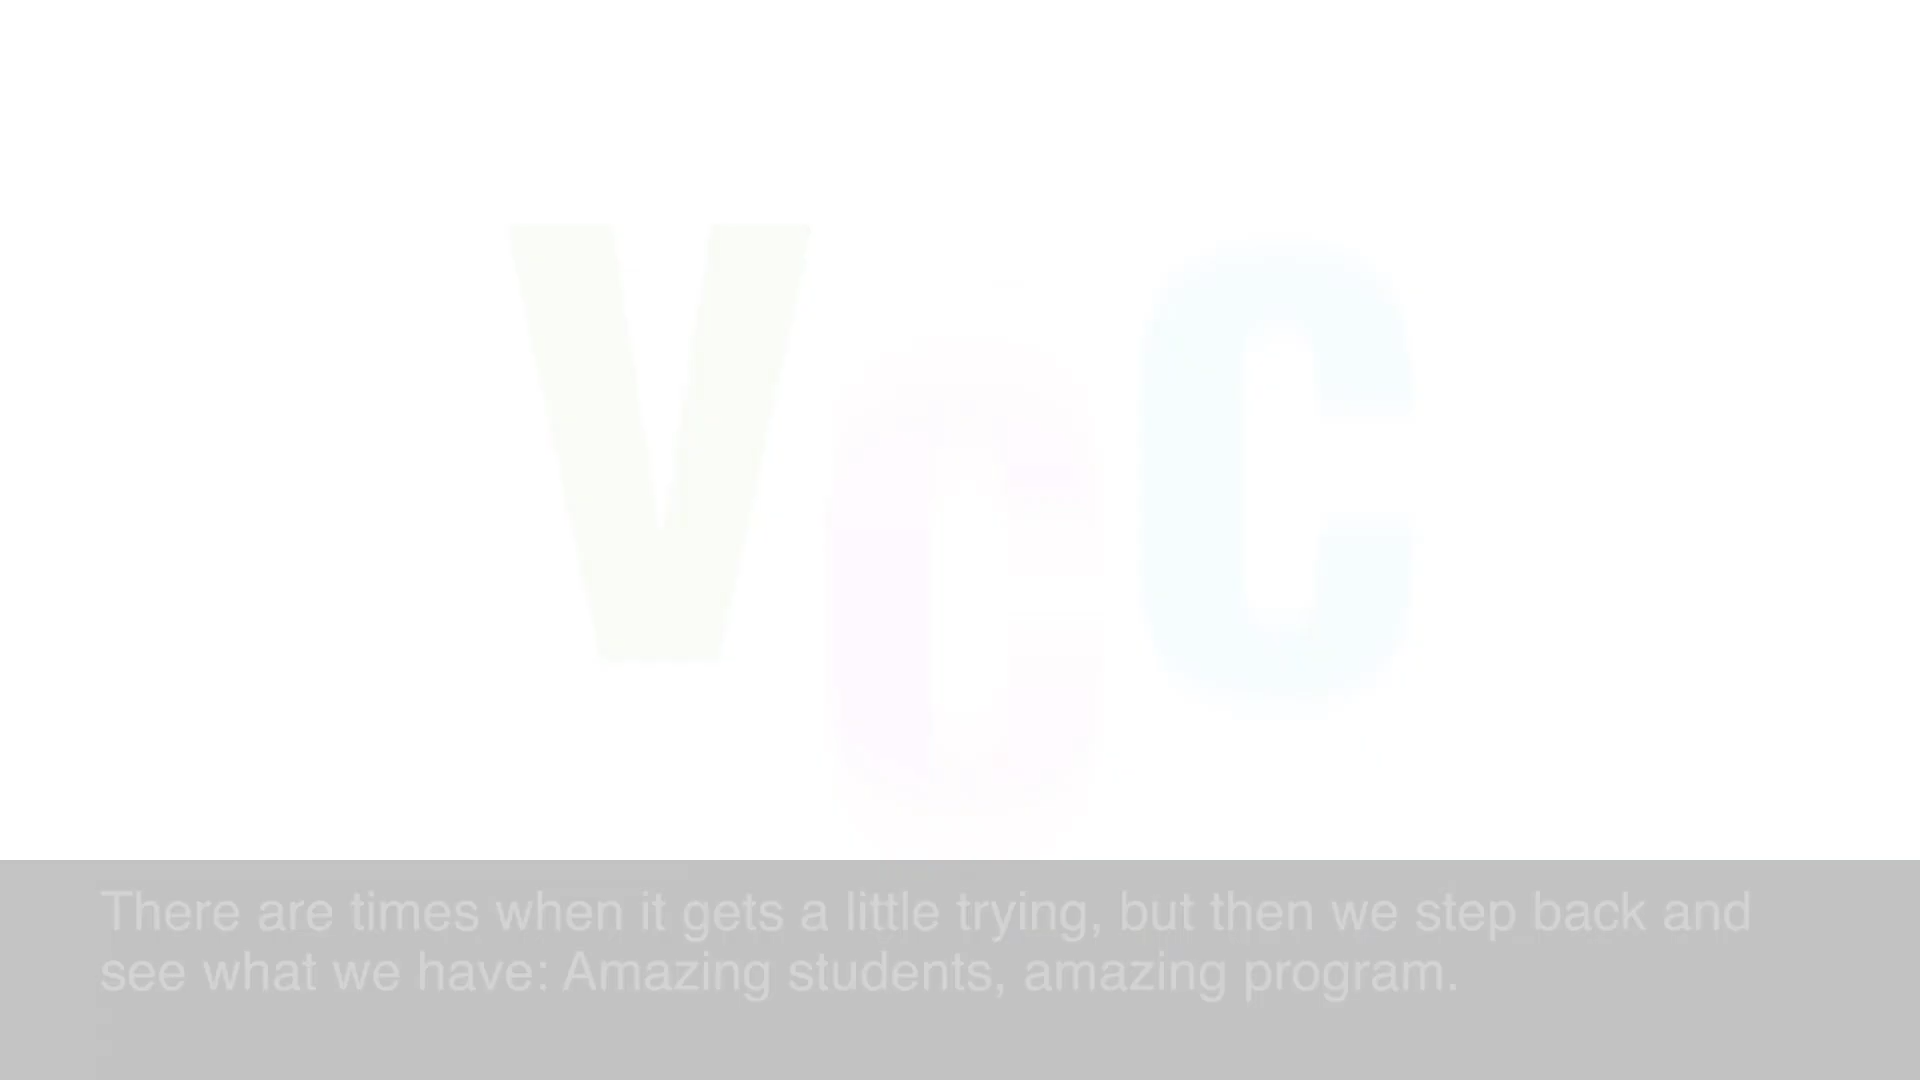 VCC
There are times when it gets a little trying, but then we step back and
see what we have: Amazing students, amazing program.